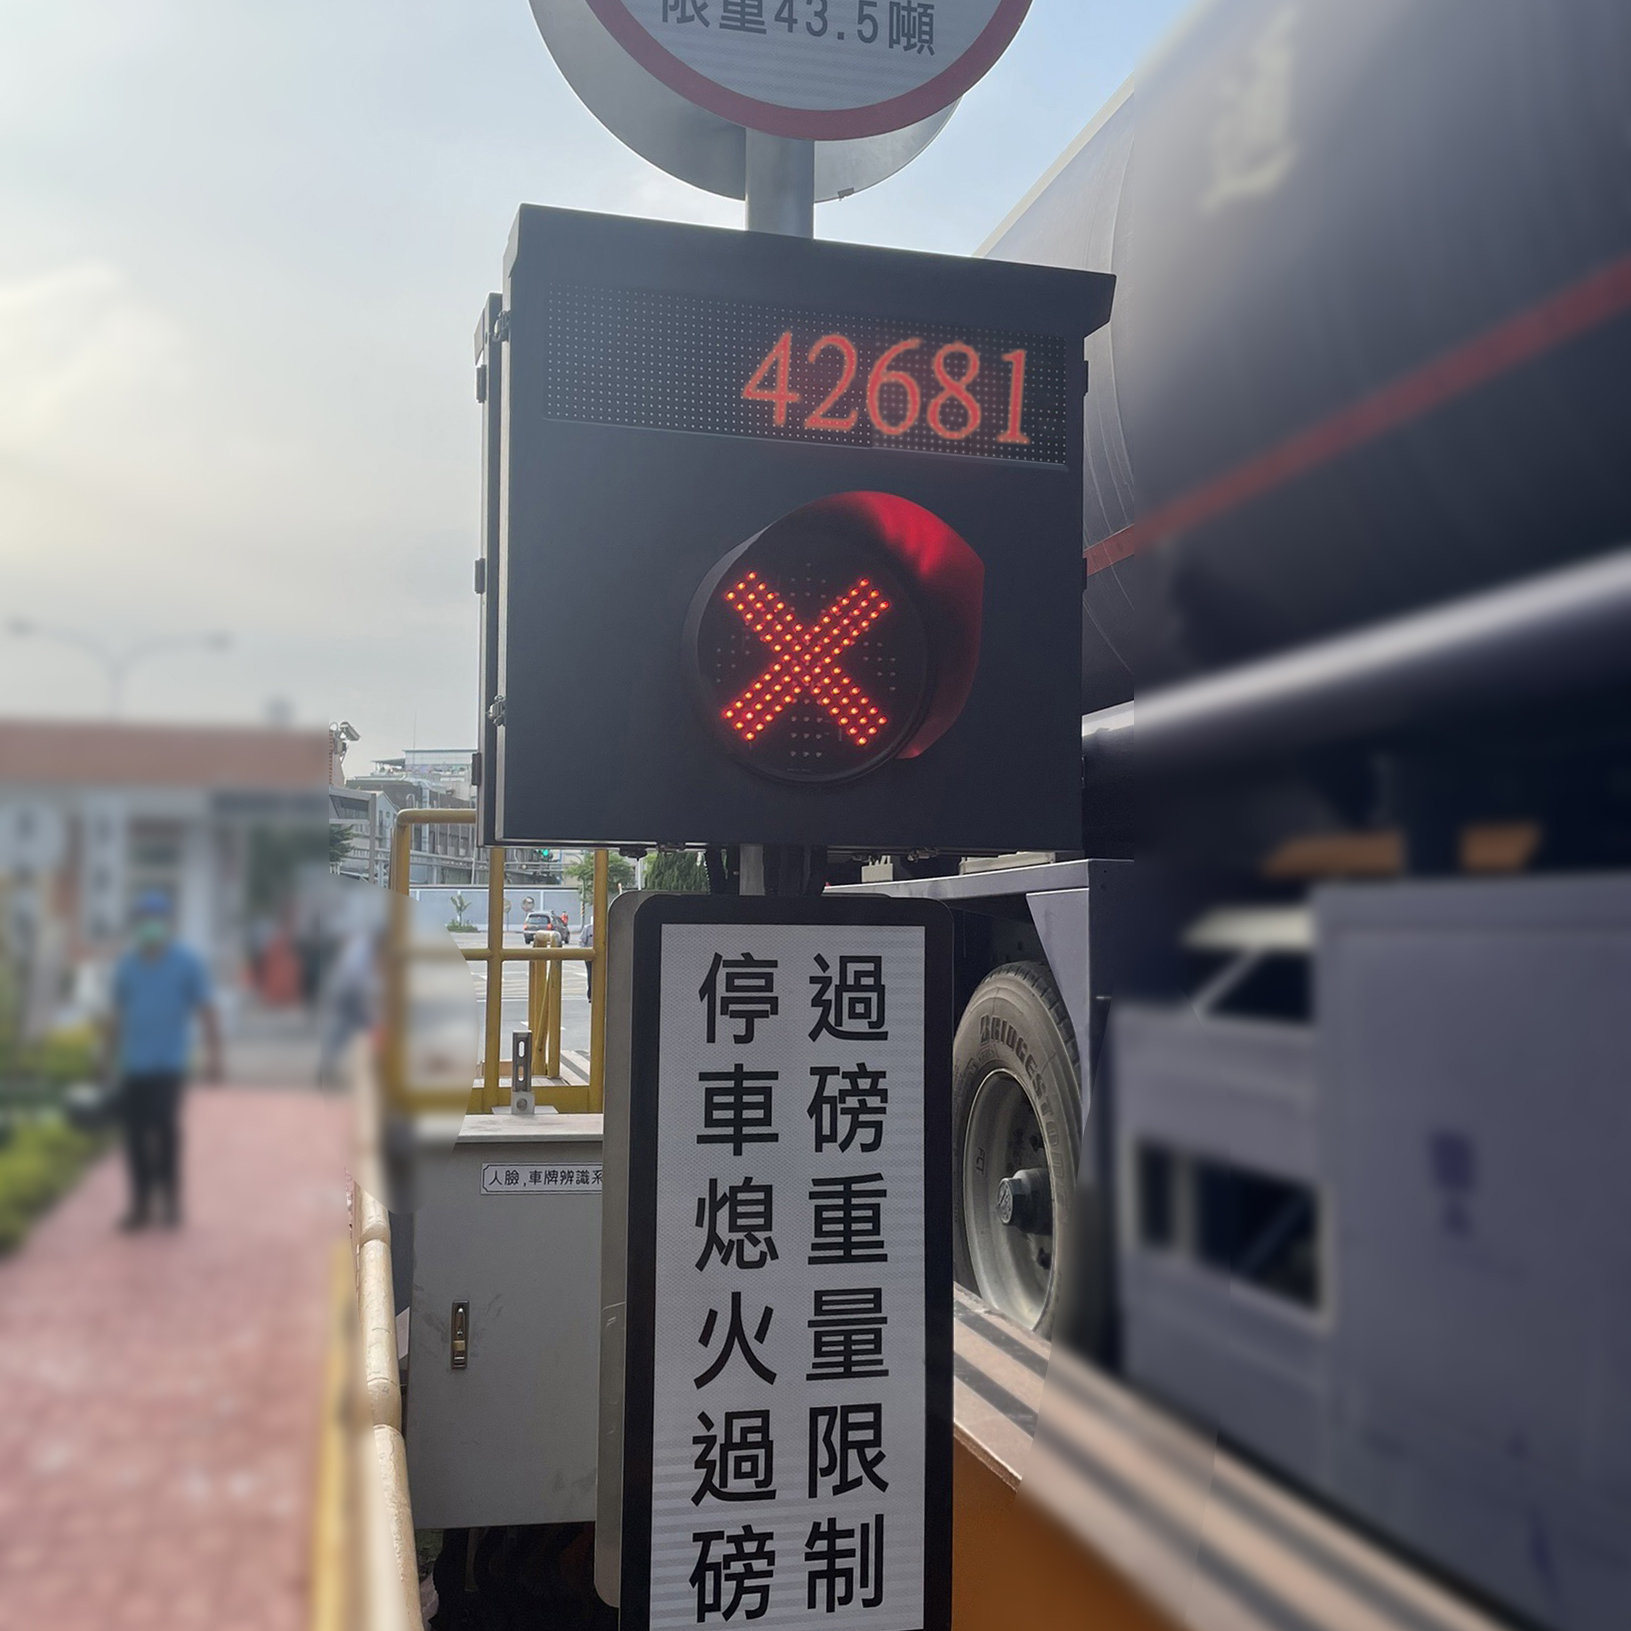 限重43.5噸
42681
過磅重量限制
停車熄火過磅
人臉,車牌辨識系
BRIDGESTO